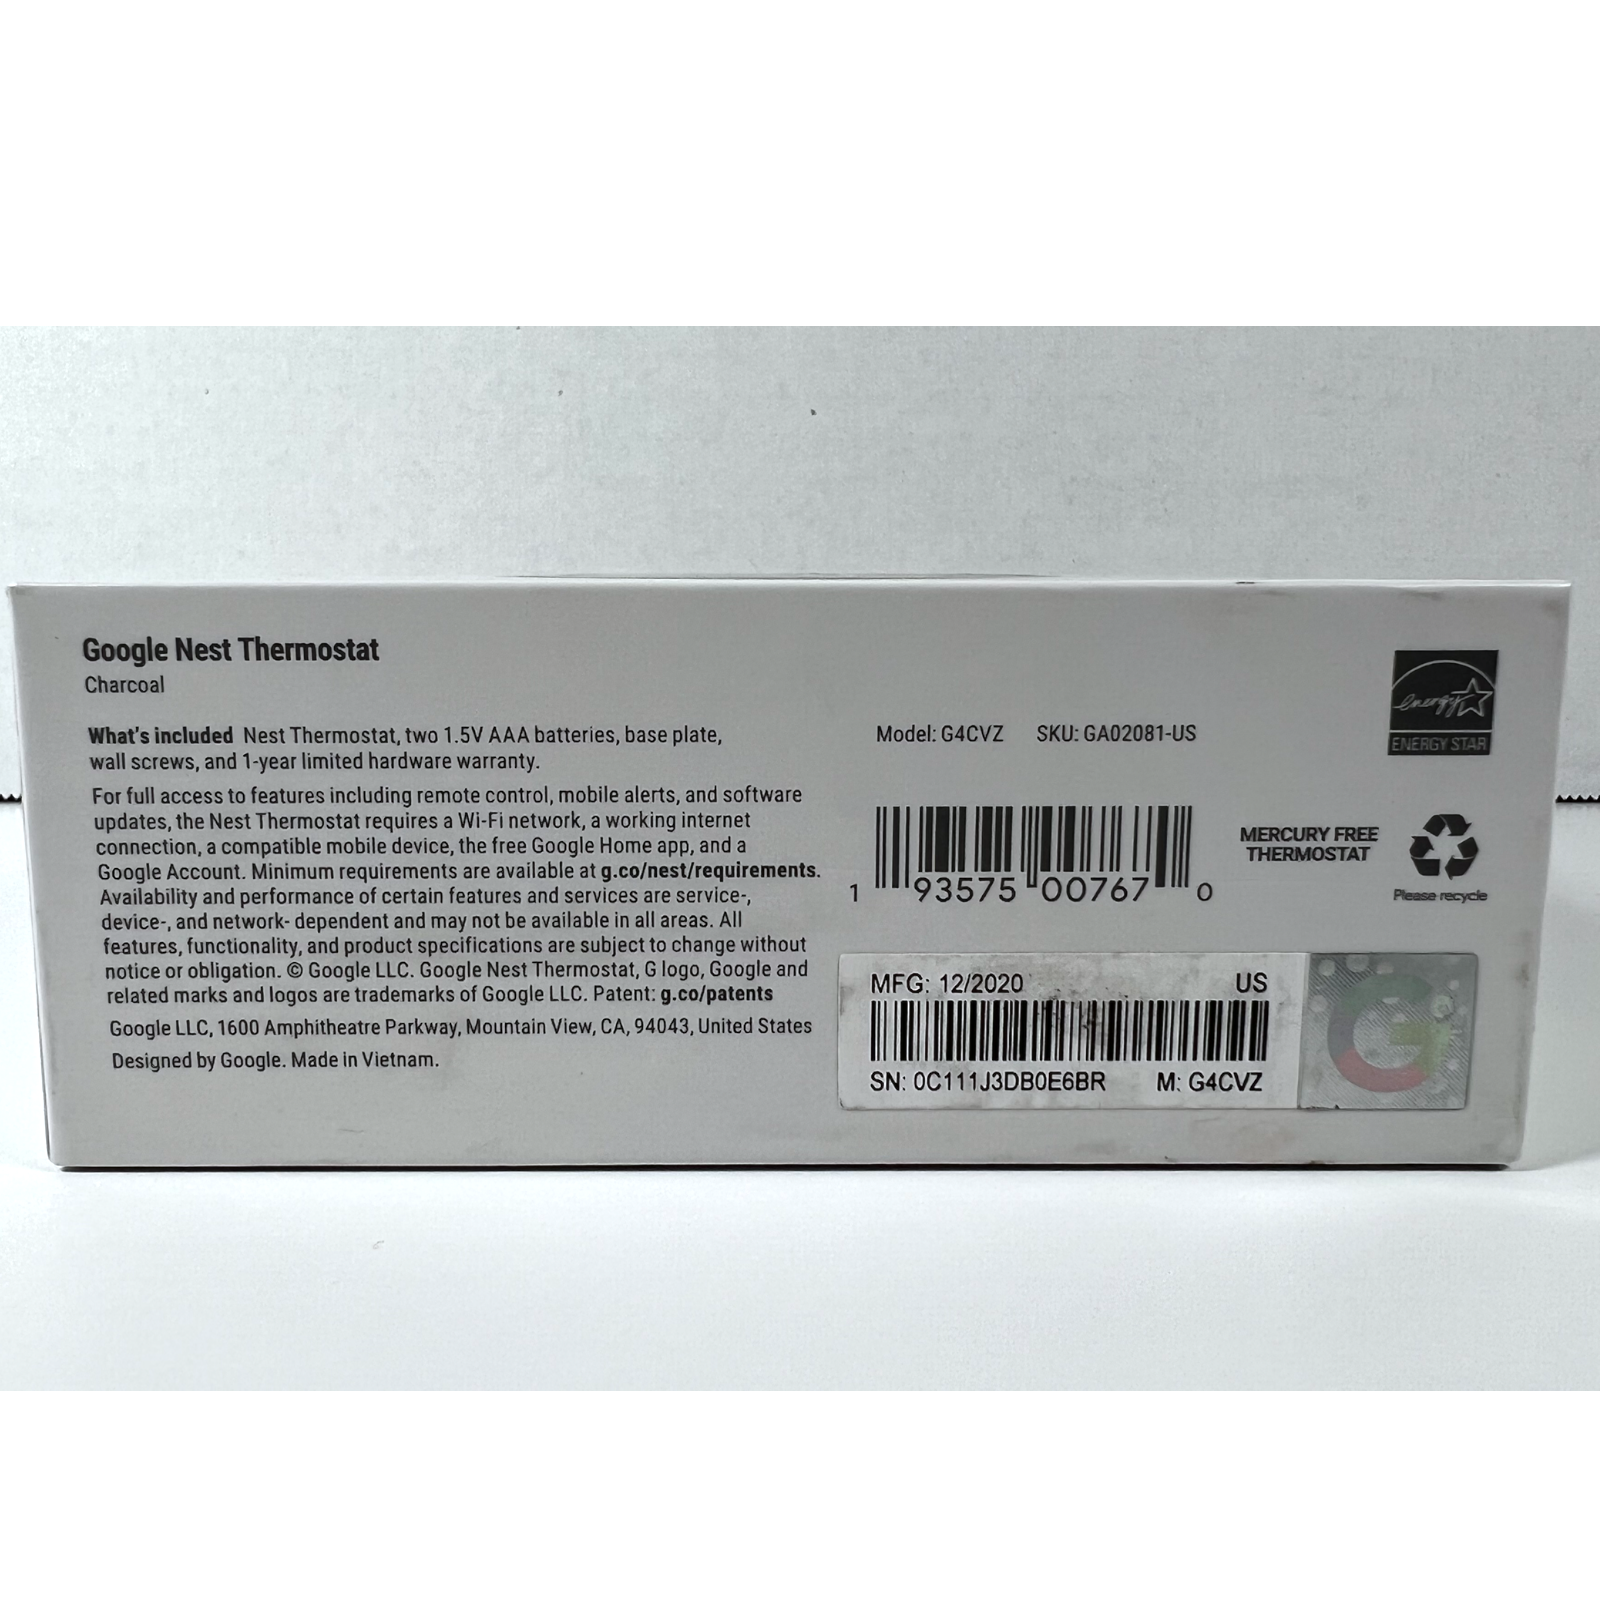 Google Nest Thermostat
Charcoal
What's included Nest Thermostat, two 1.5V AAA batteries, base plate,
wall screws, and 1-year limited hardware warranty.
For full access to features including remote control, mobile alerts, and software
updates, the Nest Thermostat requires a Wi-Fi network, a working internet
connection, a compatible mobile device, the free Google Home app, and a
Google Account. Minimum requirements are available at g.co/nest/requirements.
Availability and performance of certain features and services are service-,
device-, and network- dependent and may not be available in all areas. All
features, functionality, and product specifications are subject to change without
notice or obligation. © Google LLC. Google Nest Thermostat, G logo, Google and
related marks and logos are trademarks of Google LLC. Patent: g.co/patents
Google LLC, 1600 Amphitheatre Parkway, Mountain View, CA, 94043, United States
Designed by Google. Made in Vietnam.
Model: G4CVZ SKU: GA02081-US
1 93575 00767 0
energy
ENERGY STAR
MERCURY FREE
THERMOSTAT
Please recycle
MFG: 12/2020 US
SN: 0C111J3DB0E6BR M: G4CVZ
G